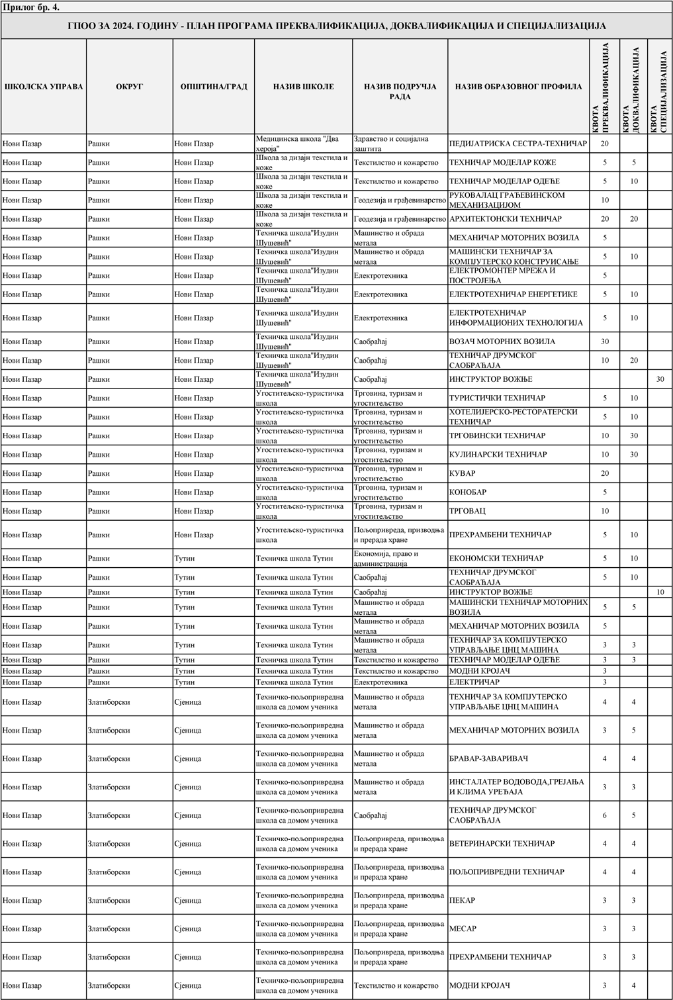 Прилог бр. 4.
ГПОО ЗА 2024. ГОДИНУ - ПЛАН ПРОГРАМА ПРЕКВАЛИФИКАЦИЈА, ДОКВАЛИФИКАЦИЈА И СПЕЦИЈАЛИЗАЦИЈА
ШКОЛСКА УПРАВА ОКРУГ ОПШТИНА/ГРАД НАЗИВ ШКОЛЕ НАЗИВ ПОДРУЧЈА РАДА НАЗИВ ОБРАЗОВНОГ ПРОФИЛА КВОТА ПРЕКВАЛИФИКАЦИЈА КВОТА ДОКВАЛИФИКАЦИЈА КВОТА СПЕЦИЈАЛИЗАЦИЈА
Нови Пазар Рашки Нови Пазар Медицинска школа "Два хероја" Здравство и социјална заштита ПЕДИЈАТРИСКА СЕСТРА-ТЕХНИЧАР 20
Нови Пазар Рашки Нови Пазар Школа за дизајн текстила и коже Текстилство и кожарство ТЕХНИЧАР МОДЕЛАР КОЖЕ 5 5
Нови Пазар Рашки Нови Пазар Школа за дизајн текстила и коже Текстилство и кожарство ТЕХНИЧАР МОДЕЛАР ОДЕЋЕ 5 10
Нови Пазар Рашки Нови Пазар Школа за дизајн текстила и коже Геодезија и грађевинарство РУКОВАЛАЦ ГРАЂЕВИНСКОМ МЕХАНИЗАЦИЈОМ 10
Нови Пазар Рашки Нови Пазар Школа за дизајн текстила и коже Геодезија и грађевинарство АРХИТЕКТОНСКИ ТЕХНИЧАР 20 20
Нови Пазар Рашки Нови Пазар Техничка школа"Изудин Шушевић" Машинство и обрада метала МЕХАНИЧАР МОТОРНИХ ВОЗИЛА 5
Нови Пазар Рашки Нови Пазар Техничка школа"Изудин Шушевић" Машинство и обрада метала МАШИНСКИ ТЕХНИЧАР ЗА КОМПЈУТЕРСКО КОНСТРУИСАЊЕ 5 10
Нови Пазар Рашки Нови Пазар Техничка школа"Изудин Шушевић" Електротехника ЕЛЕКТРОМОНТЕР МРЕЖА И ПОСТРОЈЕЊА 5
Нови Пазар Рашки Нови Пазар Техничка школа"Изудин Шушевић" Електротехника ЕЛЕКТРОТЕХНИЧАР ЕНЕРГЕТИКЕ 5 10
Нови Пазар Рашки Нови Пазар Техничка школа"Изудин Шушевић" Електротехника ЕЛЕКТРОТЕХНИЧАР ИНФОРМАЦИОНИХ ТЕХНОЛОГИЈА 5 10
Нови Пазар Рашки Нови Пазар Техничка школа"Изудин Шушевић" Саобраћај ВОЗАЧ МОТОРНИХ ВОЗИЛА 30
Нови Пазар Рашки Нови Пазар Техничка школа"Изудин Шушевић" Саобраћај ТЕХНИЧАР ДРУМСКОГ САОБРАЋАЈА 10 20
Нови Пазар Рашки Нови Пазар Техничка школа"Изудин Шушевић" Саобраћај ИНСТРУКТОР ВОЖЊЕ 30
Нови Пазар Рашки Нови Пазар Угоститељско-туристичка школа Трговина, туризам и угоститељство ТУРИСТИЧКИ ТЕХНИЧАР 5 10
Нови Пазар Рашки Нови Пазар Угоститељско-туристичка школа Трговина, туризам и угоститељство ХОТЕЛИЈЕРСКО-РЕСТОРАТЕРСКИ ТЕХНИЧАР 5 10
Нови Пазар Рашки Нови Пазар Угоститељско-туристичка школа Трговина, туризам и угоститељство ТРГОВИНСКИ ТЕХНИЧАР 10 30
Нови Пазар Рашки Нови Пазар Угоститељско-туристичка школа Трговина, туризам и угоститељство КУЛИНАРСКИ ТЕХНИЧАР 10 30
Нови Пазар Рашки Нови Пазар Угоститељско-туристичка школа Трговина, туризам и угоститељство КУВАР 20
Нови Пазар Рашки Нови Пазар Угоститељско-туристичка школа Трговина, туризам и угоститељство КОНОБАР 5
Нови Пазар Рашки Нови Пазар Угоститељско-туристичка школа Трговина, туризам и угоститељство ТРГОВАЦ 10
Нови Пазар Рашки Нови Пазар Угоститељско-туристичка школа Пољопривреда, призводња и прерада хране ПРЕХРАМБЕНИ ТЕХНИЧАР 5 10
Нови Пазар Рашки Тутин Техничка школа Тутин Економија, право и администрација ЕКОНОМСКИ ТЕХНИЧАР 5 10
Нови Пазар Рашки Тутин Техничка школа Тутин Саобраћај ТЕХНИЧАР ДРУМСКОГ САОБРАЋАЈА 5 10
Нови Пазар Рашки Тутин Техничка школа Тутин Саобраћај ИНСТРУКТОР ВОЖЊЕ 10
Нови Пазар Рашки Тутин Техничка школа Тутин Машинство и обрада метала МАШИНСКИ ТЕХНИЧАР МОТОРНИХ ВОЗИЛА 5 5
Нови Пазар Рашки Тутин Техничка школа Тутин Машинство и обрада метала МЕХАНИЧАР МОТОРНИХ ВОЗИЛА 5
Нови Пазар Рашки Тутин Техничка школа Тутин Машинство и обрада метала ТЕХНИЧАР ЗА КОМПЈУТЕРСКО УПРАВЉАЊЕ ЦНЦ МАШИНА 3 3
Нови Пазар Рашки Тутин Техничка школа Тутин Текстилство и кожарство ТЕХНИЧАР МОДЕЛАР ОДЕЋЕ 3 3
Нови Пазар Рашки Тутин Техничка школа Тутин Текстилство и кожарство МОДНИ КРОЈАЧ 3
Нови Пазар Рашки Тутин Техничка школа Тутин Електротехника ЕЛЕКТРИЧАР 3
Нови Пазар Златиборски Сјеница Техничко-пољопривредна школа са домом ученика Машинство и обрада метала ТЕХНИЧАР ЗА КОМПЈУТЕРСКО УПРАВЉАЊЕ ЦНЦ МАШИНА 4 4
Нови Пазар Златиборски Сјеница Техничко-пољопривредна школа са домом ученика Машинство и обрада метала МЕХАНИЧАР МОТОРНИХ ВОЗИЛА 3 5
Нови Пазар Златиборски Сјеница Техничко-пољопривредна школа са домом ученика Машинство и обрада метала БРАВАР-ЗАВАРИВАЧ 4 4
Нови Пазар Златиборски Сјеница Техничко-пољопривредна школа са домом ученика Машинство и обрада метала ИНСТАЛАТЕР ВОДОВОДА,ГРЕЈАЊА И КЛИМА УРЕЂАЈА 3 3
Нови Пазар Златиборски Сјеница Техничко-пољопривредна школа са домом ученика Саобраћај ТЕХНИЧАР ДРУМСКОГ САОБРАЋАЈА 6 5
Нови Пазар Златиборски Сјеница Техничко-пољопривредна школа са домом ученика Пољопривреда, призводња и прерада хране ВЕТЕРИНАРСКИ ТЕХНИЧАР 4 4
Нови Пазар Златиборски Сјеница Техничко-пољопривредна школа са домом ученика Пољопривреда, призводња и прерада хране ПОЉОПРИВРЕДНИ ТЕХНИЧАР 4 4
Нови Пазар Златиборски Сјеница Техничко-пољопривредна школа са домом ученика Пољопривреда, призводња и прерада хране ПЕКАР 3 3
Нови Пазар Златиборски Сјеница Техничко-пољопривредна школа са домом ученика Пољопривреда, призводња и прерада хране МЕСАР 3 3
Нови Пазар Златиборски Сјеница Техничко-пољопривредна школа са домом ученика Пољопривреда, призводња и прерада хране ПРЕХРАМБЕНИ ТЕХНИЧАР 3 3
Нови Пазар Златиборски Сјеница Техничко-пољопривредна школа са домом ученика Текстилство и кожарство МОДНИ КРОЈАЧ 3 4